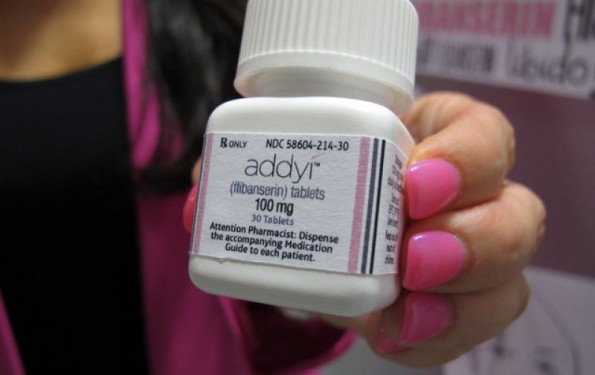 ℞ ONLY NDC 58604-214-30
addyi™
(flibanserin) tablets
100 mg
30 Tablets
Attention Pharmacist: Dispense
the accompanying Medication
Guide to each patient.
libido